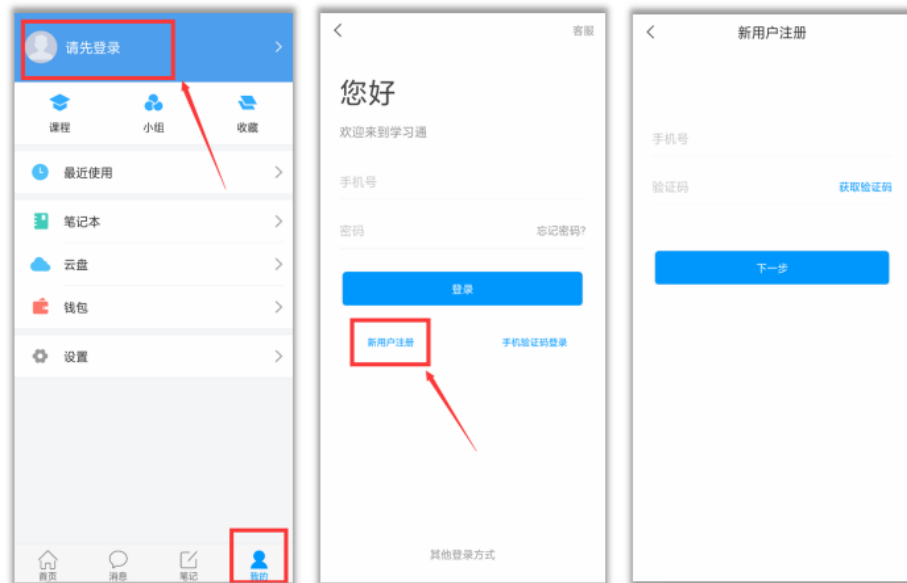 请先登录
课程
小组
收藏
最近使用
笔记本
云盘
钱包
设置
首页
消息
笔记
我的
客服
您好
欢迎来到学习通
手机号
密码
忘记密码?
登录
新用户注册
手机验证码登录
其他登录方式
新用户注册
手机号
验证码
获取验证码
下一步